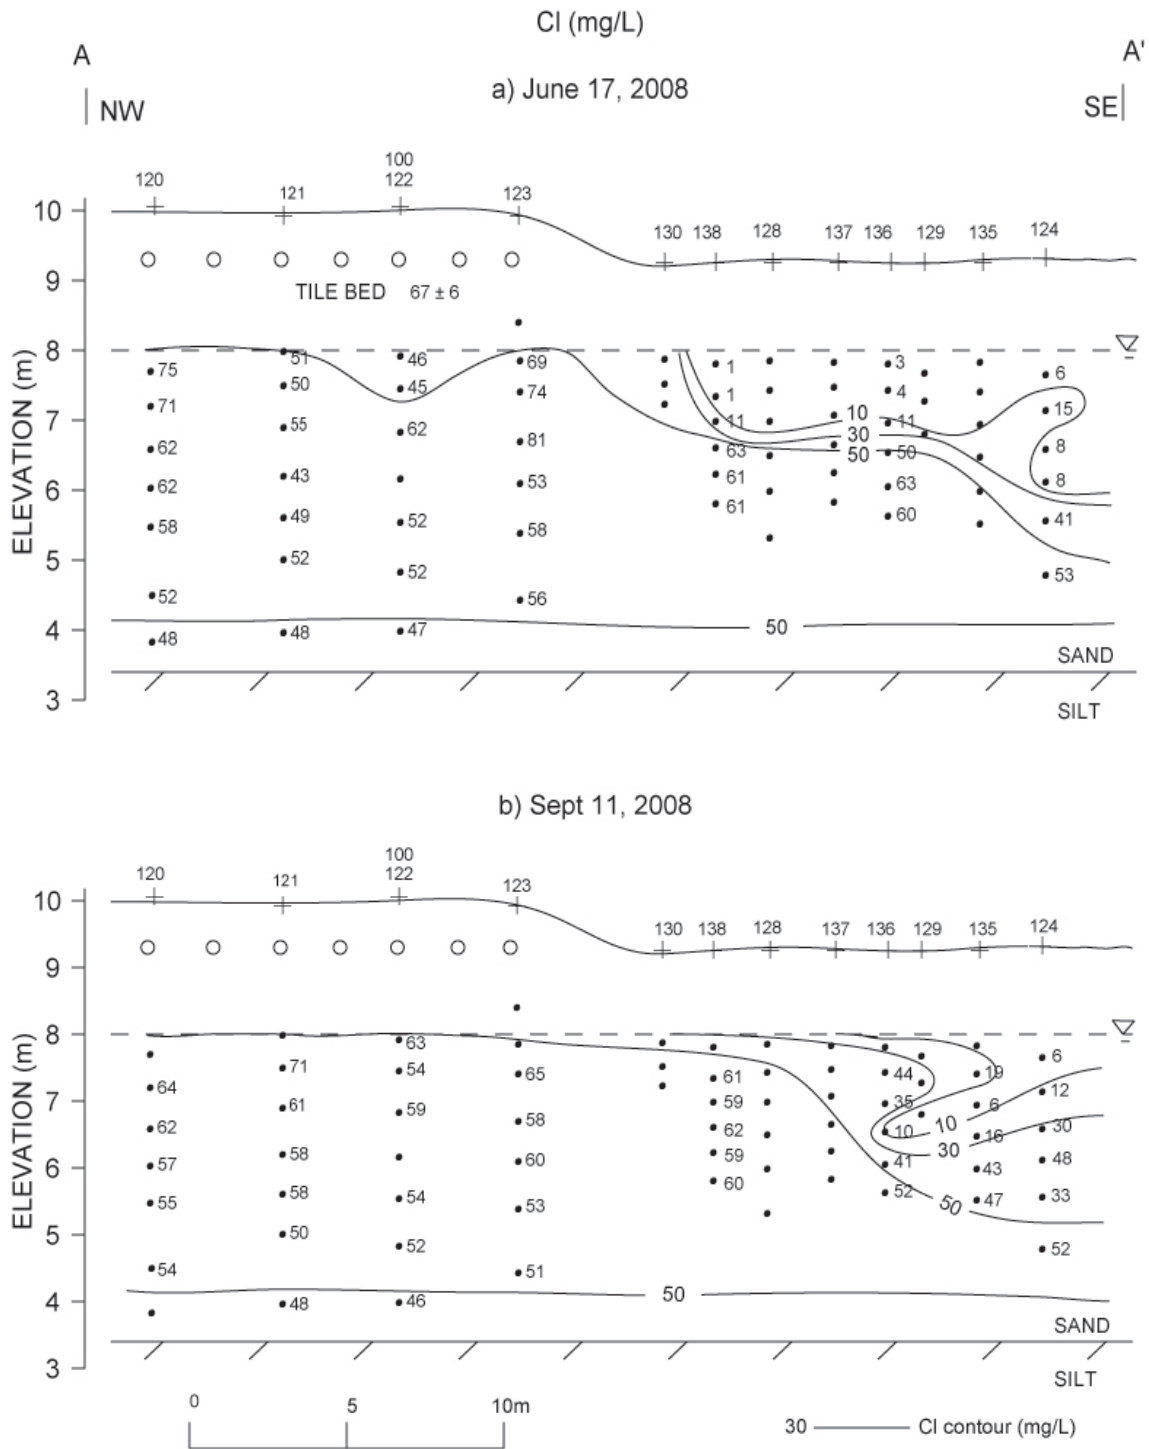 Cl (mg/L)
A A'
a) June 17, 2008
NW SE
100
120 121 122 123
130 138 128 137 136 129 135 124
10
9
TILE BED 67 ± 6
8
51 46 69 1 3 6
75 50 45 74 1 4 15
7
71 55 62 11 10 11
30
62 81 63 50 50 8
43 53 61 63 8
6
62 49 52 61 60 41
58 58
5
52 52 53
52 56
4
48 48 47 50
SAND
3
SILT
ELEVATION (m)
b) Sept 11, 2008
100
120 121 122 123
130 138 128 137 136 129 135 124
10
9
8
63 6
71 54 65 61 44 19 12
7
64 61 59 59 35 6
62 58 62 10 10 16 30
57 58 60 59 41 30 43 48
6
55 58 54 53 60 52 50 47 33
5
50 52 52
54 51
4
48 46 50
SAND
3
SILT
ELEVATION (m)
0 5 10m
30 Cl contour (mg/L)